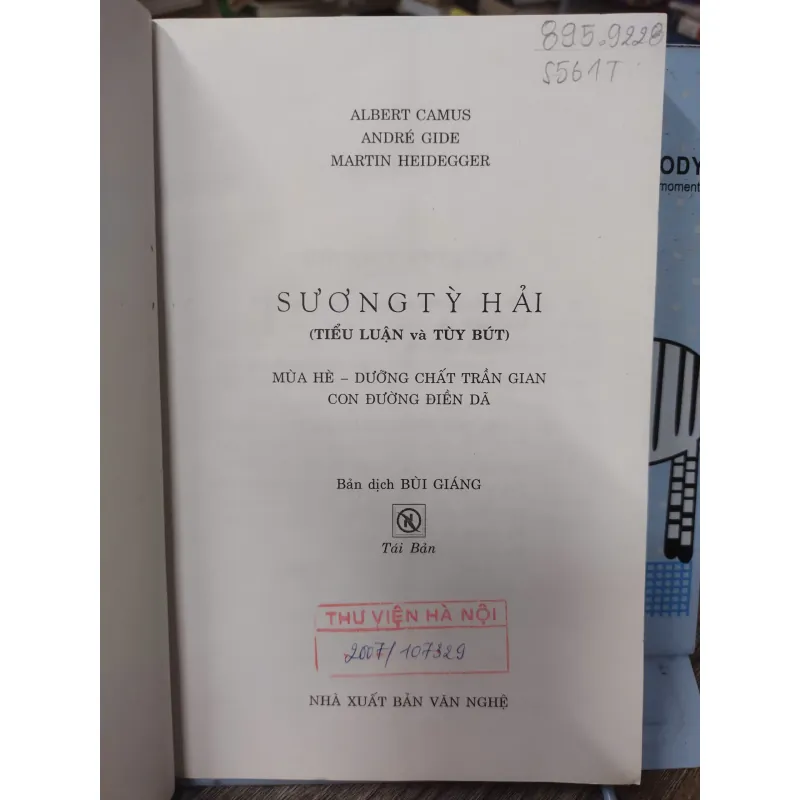 895.9228
S561T
ALBERT CAMUS
ANDRÉ GIDE
MARTIN HEIDEGGER
SƯƠNG TỲ HẢI
(TIỂU LUẬN và TÙY BÚT)
MÙA HÈ – DƯỠNG CHẤT TRẦN GIAN
CON ĐƯỜNG ĐIỀN DÃ
Bản dịch BÙI GIÁNG
Tái Bản
THƯ VIỆN HÀ NỘI
2007/107329
NHÀ XUẤT BẢN VĂN NGHỆ
ODY
moment